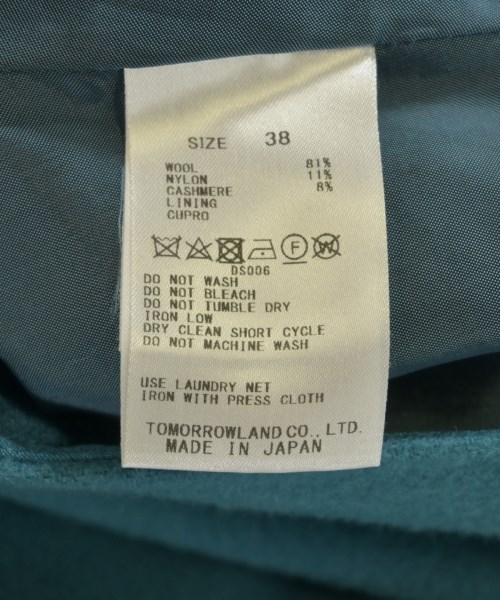 SIZE 38
WOOL 81%
NYLON 11%
CASHMERE 8%
LINING
CUPRO
F W
DS006
DO NOT WASH
DO NOT BLEACH
DO NOT TUMBLE DRY
IRON LOW
DRY CLEAN SHORT CYCLE
DO NOT MACHINE WASH
USE LAUNDRY NET
IRON WITH PRESS CLOTH
TOMORROWLAND CO., LTD.
MADE IN JAPAN